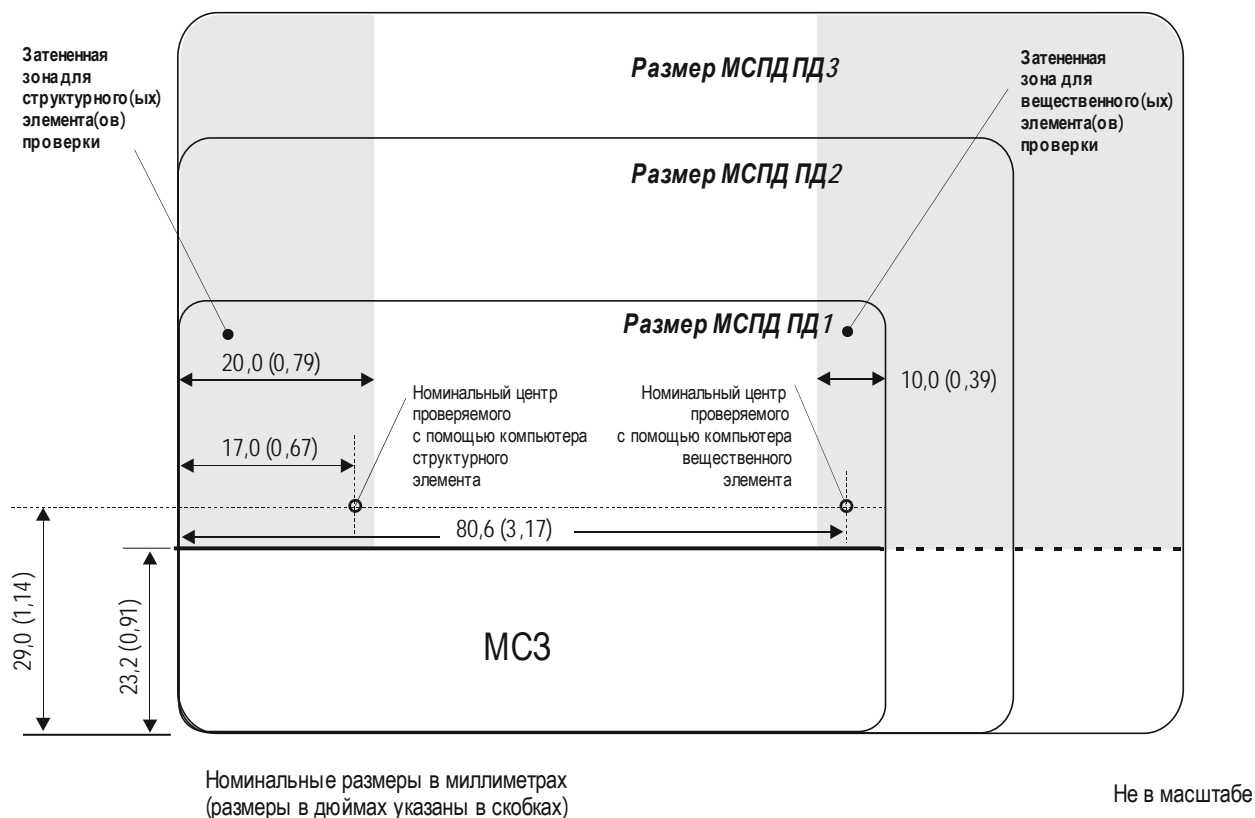 Затененная
зона для
структурного(ых)
элемента(ов)
проверки
Размер МСПД ПД3
Затененная
зона для
вещественного(ых)
элемента(ов)
проверки
Размер МСПД ПД2
Размер МСПД ПД1
20,0 (0,79)
10,0 (0,39)
Номинальный центр
проверяемого
с помощью компьютера
структурного
элемента
Номинальный центр
проверяемого
с помощью компьютера
вещественного
элемента
17,0 (0,67)
80,6 (3,17)
29,0 (1,14)
23,2 (0,91)
МСЗ
Номинальные размеры в миллиметрах
(размеры в дюймах указаны в скобках)
Не в масштабе